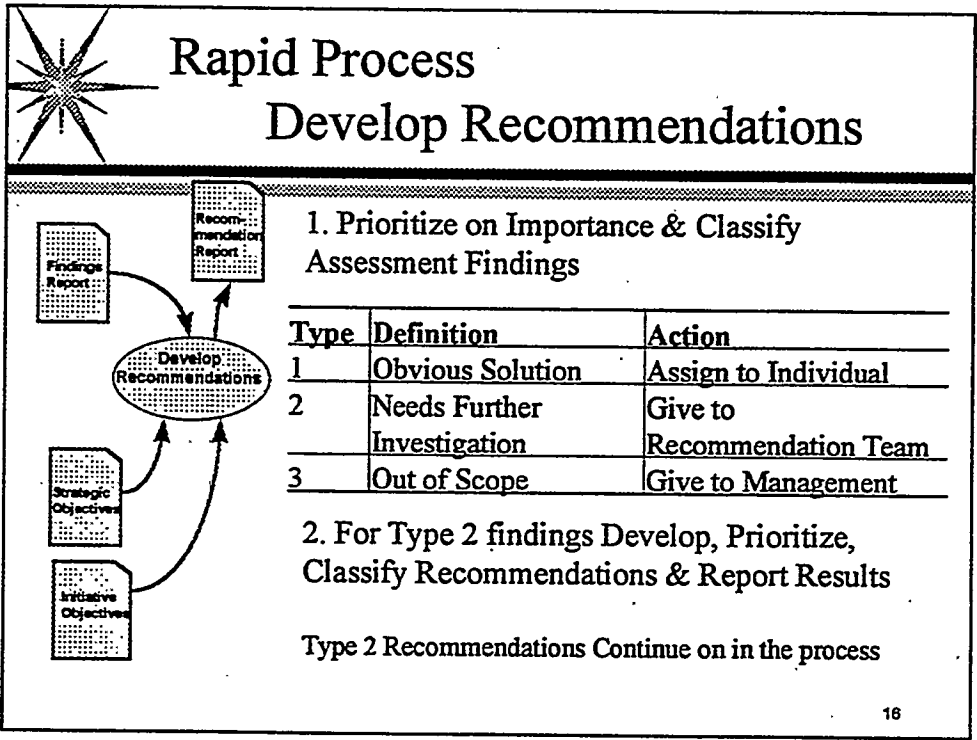 Rapid Process
Develop Recommendations
Recom-
mendation
Report
Findings
Report
Develop
Recommendations
Strategic
Objectives
Initiative
Objectives
1. Prioritize on Importance & Classify
Assessment Findings
Type Definition Action
1 Obvious Solution Assign to Individual
2 Needs Further Give to
Investigation Recommendation Team
3 Out of Scope Give to Management
2. For Type 2 findings Develop, Prioritize,
Classify Recommendations & Report Results
Type 2 Recommendations Continue on in the process
16